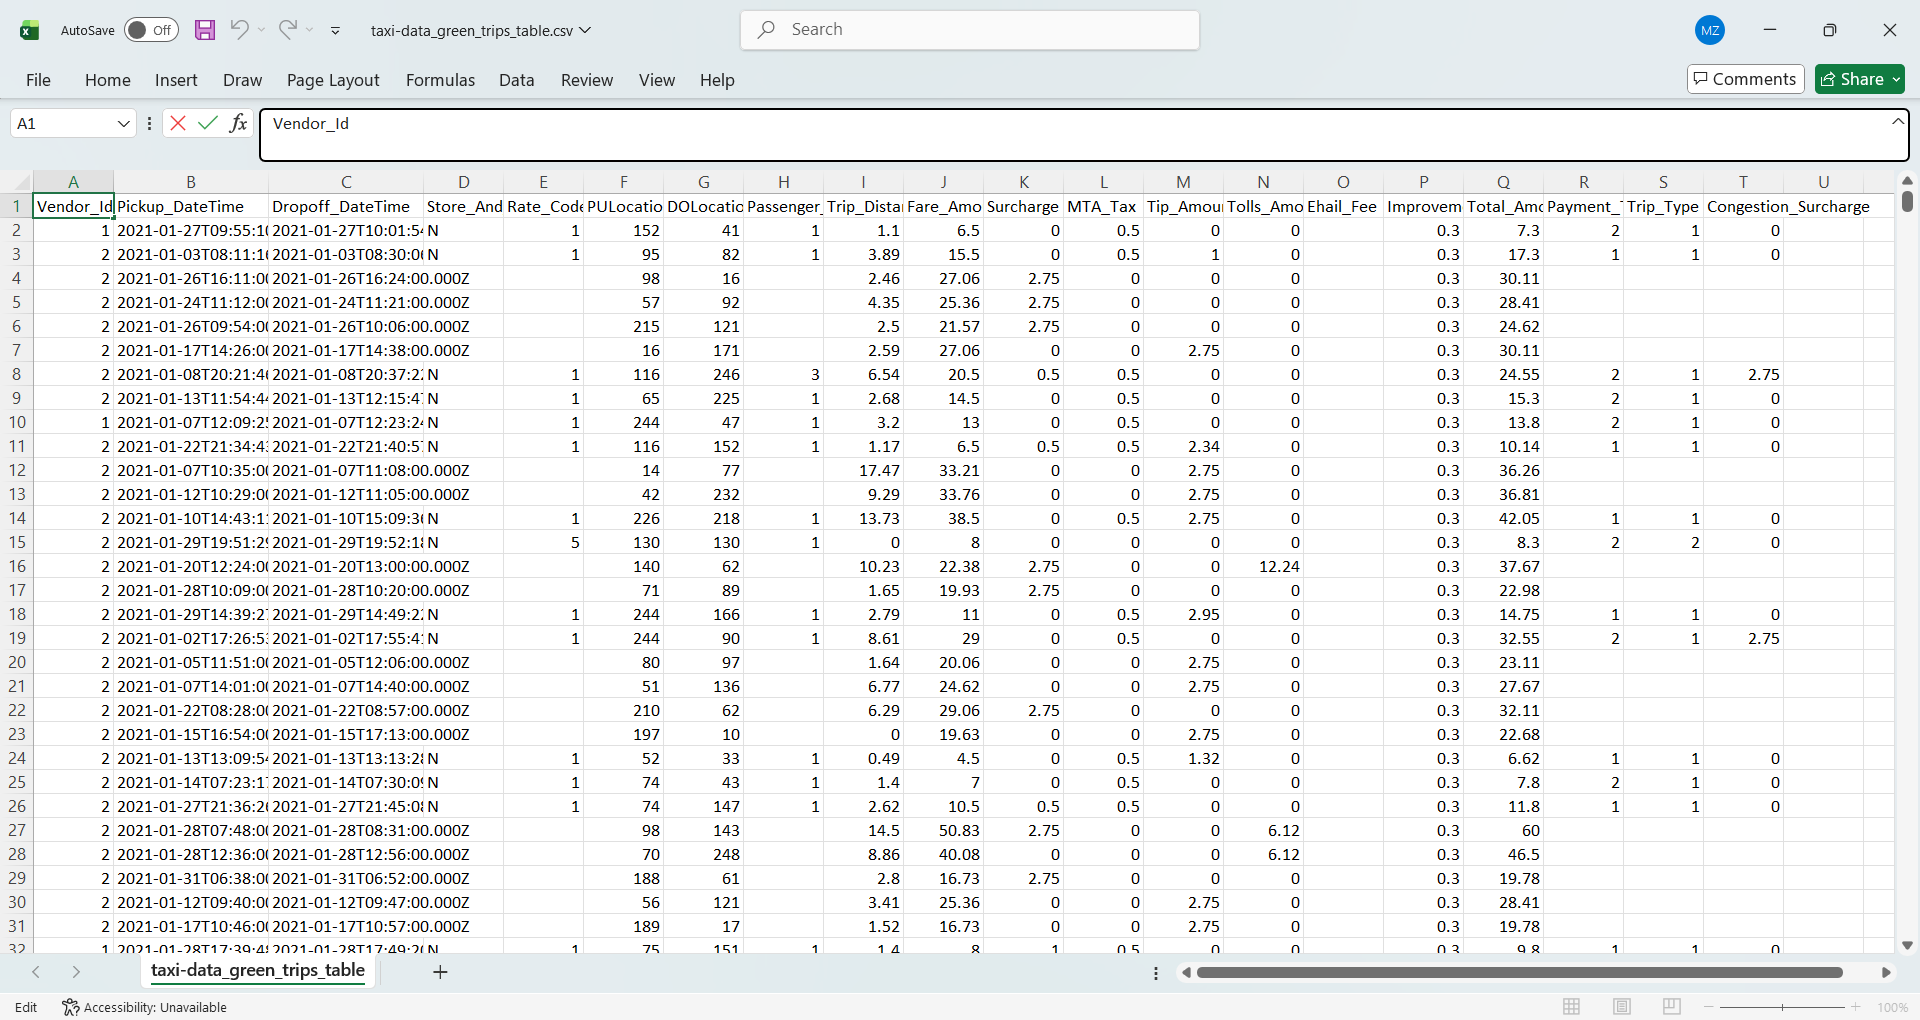 AutoSave Off taxi-data_green_trips_table.csv Search MZ
File Home Insert Draw Page Layout Formulas Data Review View Help Comments Share
A1 fx Vendor_Id
A B C D E F G H I J K L M N O P Q R S T U
1 Vendor_Id Pickup_DateTime Dropoff_DateTime Store_And Rate_Code PULocatio DOLocatio Passenger_ Trip_Distan Fare_Amo Surcharge MTA_Tax Tip_Amou Tolls_Amo Ehail_Fee Improvem Total_Amo Payment_T Trip_Type Congestion_Surcharge
2 1 2021-01-27T09:55:10 2021-01-27T10:01:54 N 1 152 41 1 1.1 6.5 0 0.5 0 0 0.3 7.3 2 1 0
3 2 2021-01-03T08:11:16 2021-01-03T08:30:06 N 1 95 82 1 3.89 15.5 0 0.5 1 0 0.3 17.3 1 1 0
4 2 2021-01-26T16:11:00 2021-01-26T16:24:00.000Z 98 16 2.46 27.06 2.75 0 0 0 0.3 30.11
5 2 2021-01-24T11:12:00 2021-01-24T11:21:00.000Z 57 92 4.35 25.36 2.75 0 0 0 0.3 28.41
6 2 2021-01-26T09:54:00 2021-01-26T10:06:00.000Z 215 121 2.5 21.57 2.75 0 0 0 0.3 24.62
7 2 2021-01-17T14:26:00 2021-01-17T14:38:00.000Z 16 171 2.59 27.06 0 0 2.75 0 0.3 30.11
8 2 2021-01-08T20:21:46 2021-01-08T20:37:22 N 1 116 246 3 6.54 20.5 0.5 0.5 0 0 0.3 24.55 2 1 2.75
9 2 2021-01-13T11:54:44 2021-01-13T12:15:47 N 1 65 225 1 2.68 14.5 0 0.5 0 0 0.3 15.3 2 1 0
10 1 2021-01-07T12:09:25 2021-01-07T12:23:24 N 1 244 47 1 3.2 13 0 0.5 0 0 0.3 13.8 2 1 0
11 2 2021-01-22T21:34:43 2021-01-22T21:40:57 N 1 116 152 1 1.17 6.5 0.5 0.5 2.34 0 0.3 10.14 1 1 0
12 2 2021-01-07T10:35:00 2021-01-07T11:08:00.000Z 14 77 17.47 33.21 0 0 2.75 0 0.3 36.26
13 2 2021-01-12T10:29:00 2021-01-12T11:05:00.000Z 42 232 9.29 33.76 0 0 2.75 0 0.3 36.81
14 2 2021-01-10T14:43:11 2021-01-10T15:09:36 N 1 226 218 1 13.73 38.5 0 0.5 2.75 0 0.3 42.05 1 1 0
15 2 2021-01-29T19:51:29 2021-01-29T19:52:18 N 5 130 130 1 0 8 0 0 0 0 0.3 8.3 2 2 0
16 2 2021-01-20T12:24:00 2021-01-20T13:00:00.000Z 140 62 10.23 22.38 2.75 0 0 12.24 0.3 37.67
17 2 2021-01-28T10:09:00 2021-01-28T10:20:00.000Z 71 89 1.65 19.93 2.75 0 0 0 0.3 22.98
18 2 2021-01-29T14:39:27 2021-01-29T14:49:22 N 1 244 166 1 2.79 11 0 0.5 2.95 0 0.3 14.75 1 1 0
19 2 2021-01-02T17:26:53 2021-01-02T17:55:41 N 1 244 90 1 8.61 29 0 0.5 0 0 0.3 32.55 2 1 2.75
20 2 2021-01-05T11:51:00 2021-01-05T12:06:00.000Z 80 97 1.64 20.06 0 0 2.75 0 0.3 23.11
21 2 2021-01-07T14:01:00 2021-01-07T14:40:00.000Z 51 136 6.77 24.62 0 0 2.75 0 0.3 27.67
22 2 2021-01-22T08:28:00 2021-01-22T08:57:00.000Z 210 62 6.29 29.06 2.75 0 0 0 0.3 32.11
23 2 2021-01-15T16:54:00 2021-01-15T17:13:00.000Z 197 10 0 19.63 0 0 2.75 0 0.3 22.68
24 2 2021-01-13T13:09:54 2021-01-13T13:13:28 N 1 52 33 1 0.49 4.5 0 0.5 1.32 0 0.3 6.62 1 1 0
25 2 2021-01-14T07:23:17 2021-01-14T07:30:09 N 1 74 43 1 1.4 7 0 0.5 0 0 0.3 7.8 2 1 0
26 2 2021-01-27T21:36:26 2021-01-27T21:45:08 N 1 74 147 1 2.62 10.5 0.5 0.5 0 0 0.3 11.8 1 1 0
27 2 2021-01-28T07:48:00 2021-01-28T08:31:00.000Z 98 143 14.5 50.83 2.75 0 0 6.12 0.3 60
28 2 2021-01-28T12:36:00 2021-01-28T12:56:00.000Z 70 248 8.86 40.08 0 0 0 6.12 0.3 46.5
29 2 2021-01-31T06:38:00 2021-01-31T06:52:00.000Z 188 61 2.8 16.73 2.75 0 0 0 0.3 19.78
30 2 2021-01-12T09:40:00 2021-01-12T09:47:00.000Z 56 121 3.41 25.36 0 0 2.75 0 0.3 28.41
31 2 2021-01-17T10:46:00 2021-01-17T10:57:00.000Z 189 17 1.52 16.73 0 0 2.75 0 0.3 19.78
32 1 2021-01-28T17:39:48 2021-01-28T17:49:20 N 1 75 151 1 1.4 8 1 0.5 0 0 0.3 9.8 1 1 0
taxi-data_green_trips_table
Edit Accessibility: Unavailable 100%